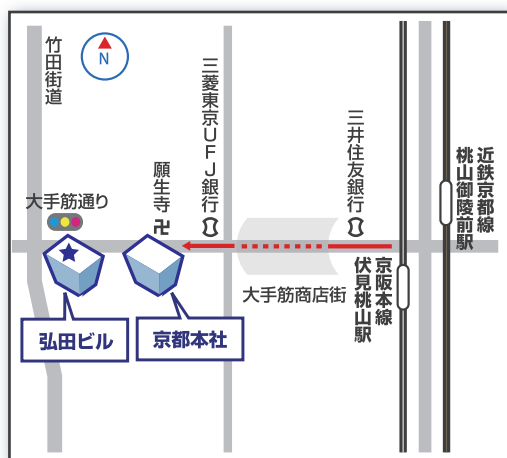 竹田街道
N
三菱東京UFJ銀行
三井住友銀行
近鉄京都線
桃山御陵前駅
願生寺卍
大手筋通り
京阪本線
伏見桃山駅
大手筋商店街
弘田ビル
京都本社